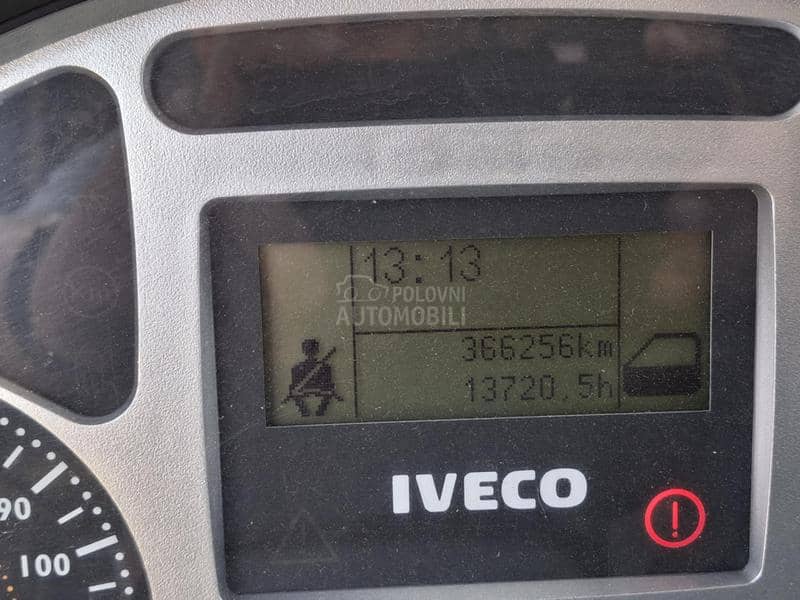 13:13
POLOVNI
AUTOMOBILI
366256km
13720,5h
IVECO
90
100